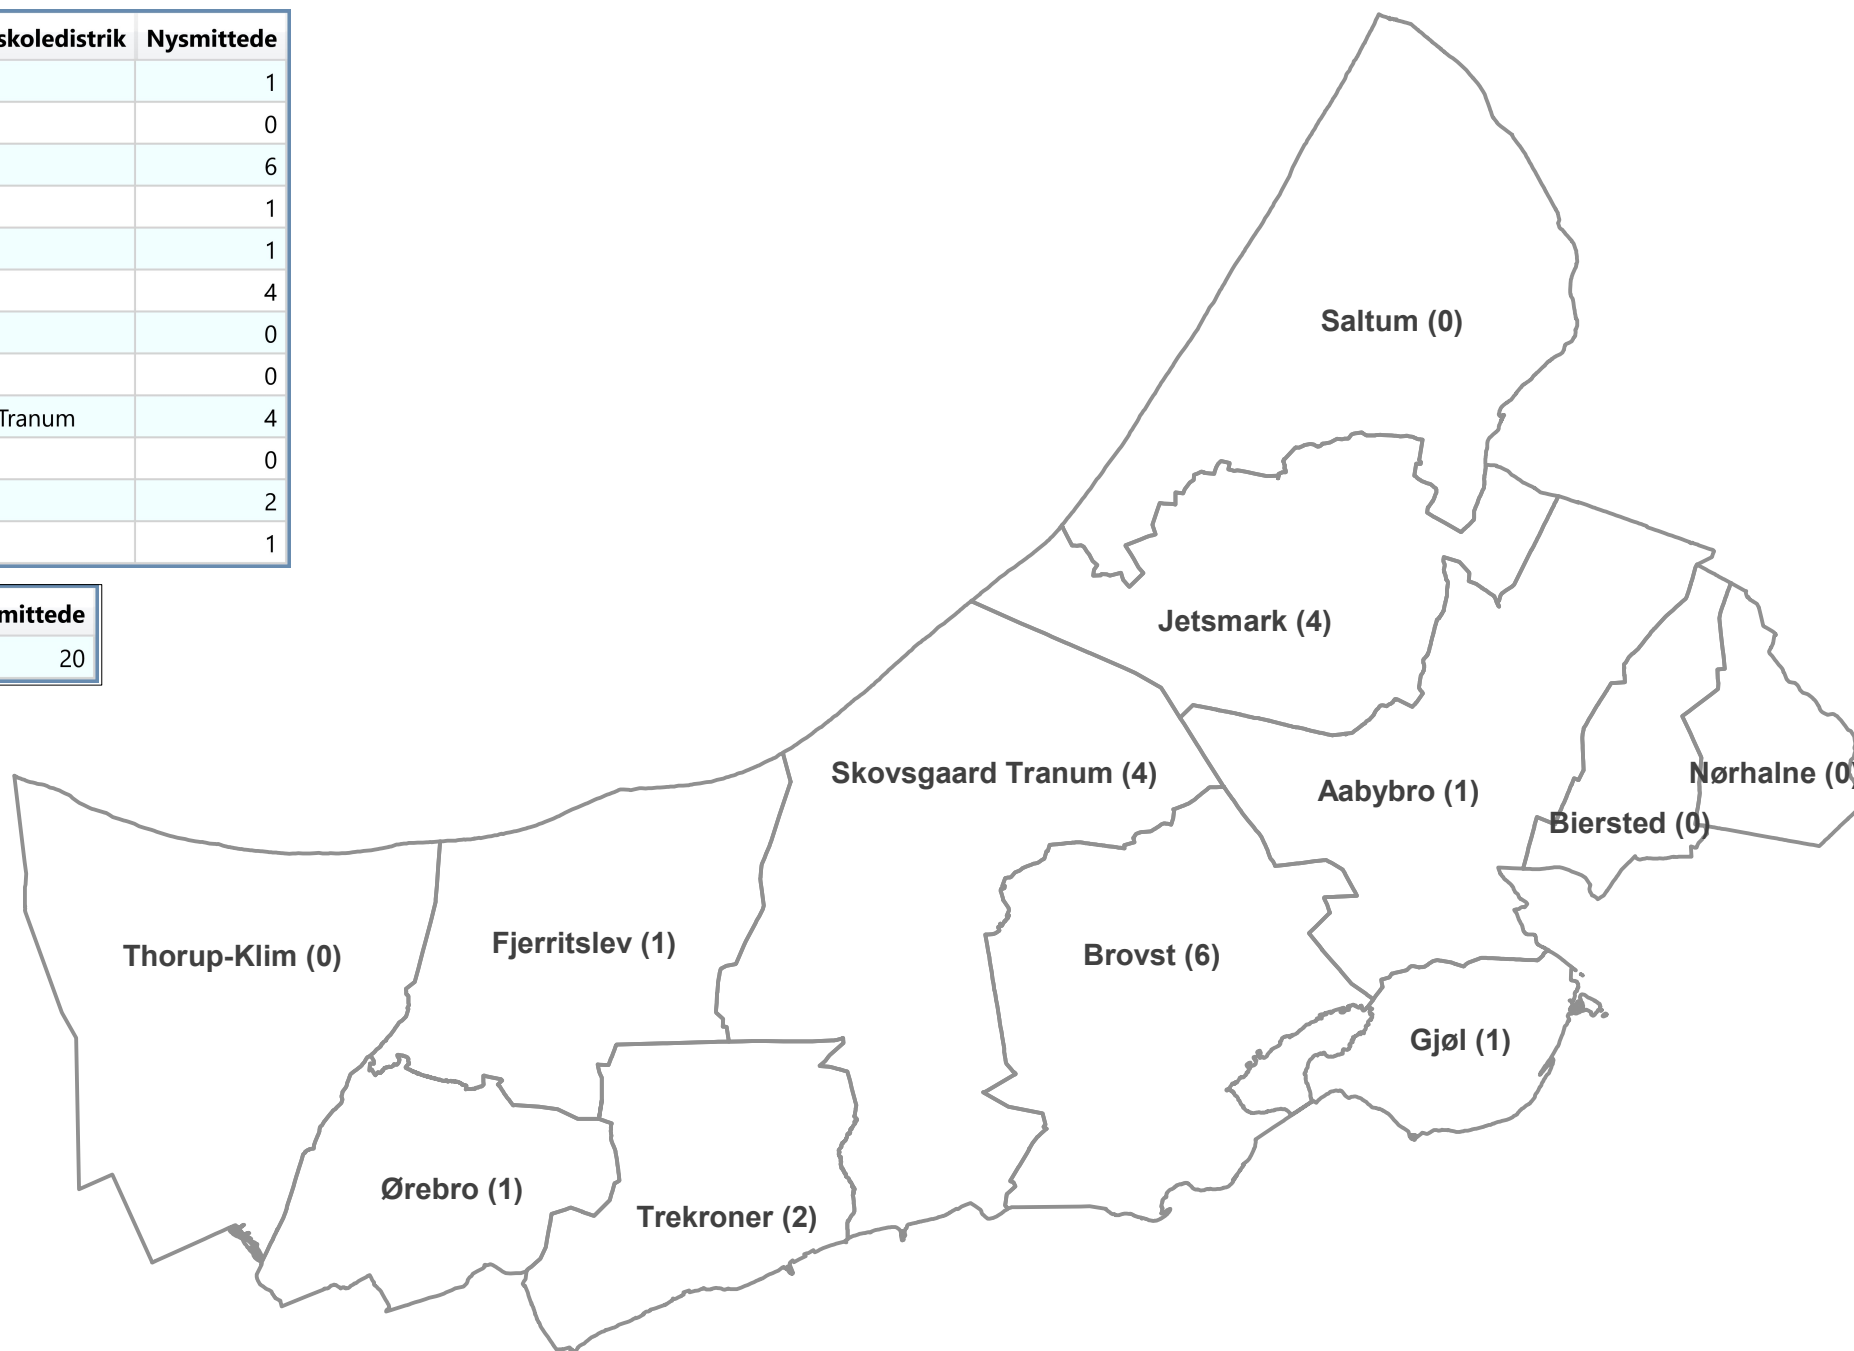 skoledistrik Nysmittede
1
0
6
1
1
4
0
0
Tranum 4
0
2
1
mittede
20
Saltum (0)
Jetsmark (4)
Skovsgaard Tranum (4)
Aabybro (1)
Nørhalne (0)
Biersted (0)
Thorup-Klim (0)
Fjerritslev (1)
Brovst (6)
Gjøl (1)
Ørebro (1)
Trekroner (2)